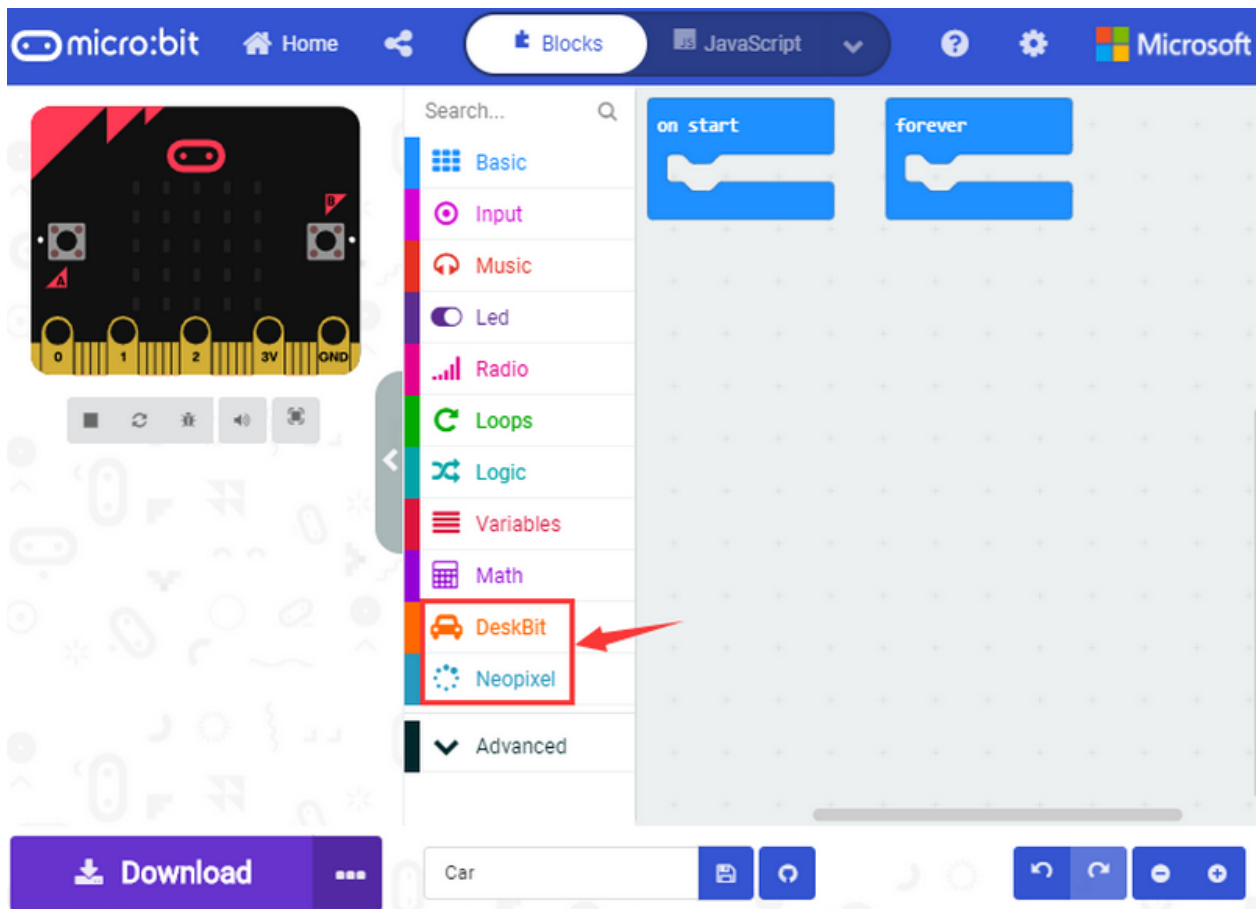 micro:bit Home Blocks JS JavaScript ? Microsoft
Search...
Basic
Input
Music
Led
Radio
Loops
Logic
Variables
Math
DeskBit
Neopixel
Advanced
A
B
0 1 2 3V GND
on start
forever
Download
Car